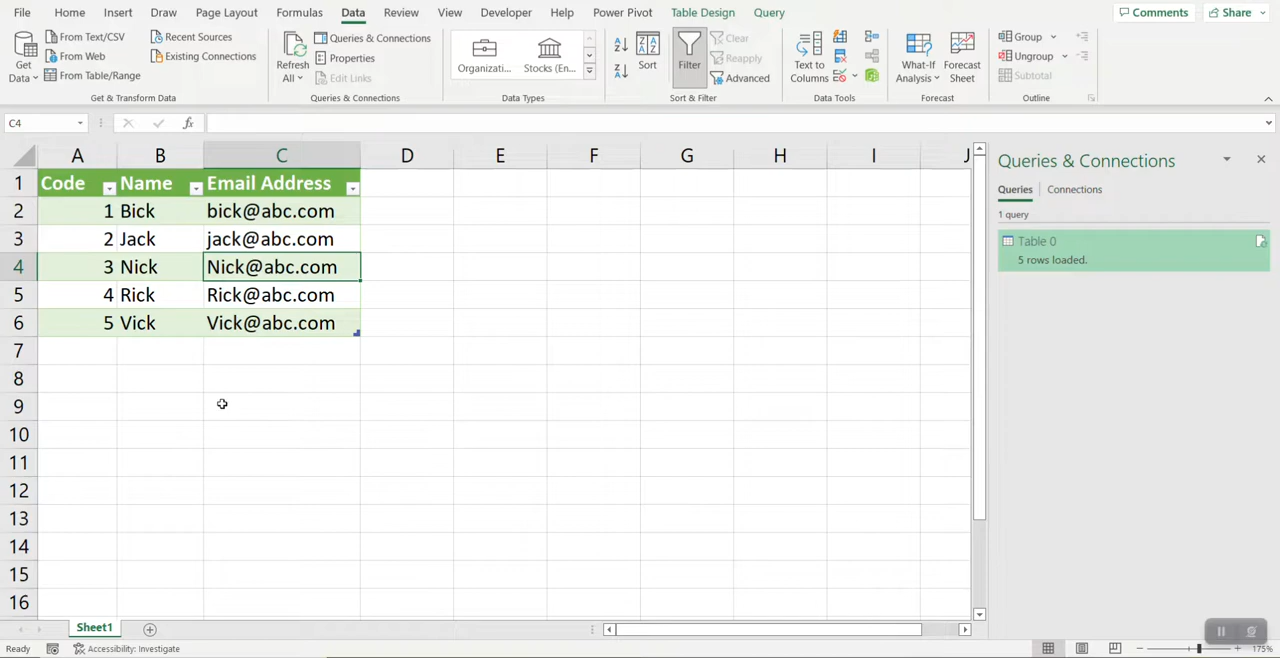 File Home Insert Draw Page Layout Formulas Data Review View Developer Help Power Pivot Table Design Query Comments Share
Get Data
From Text/CSV
From Web
From Table/Range
Recent Sources
Existing Connections
Get & Transform Data
Refresh All
Queries & Connections
Properties
Edit Links
Queries & Connections
Organizati...
Stocks (En...
Data Types
Sort
Filter
Clear
Reapply
Advanced
Sort & Filter
Text to Columns
Data Tools
What-If Analysis
Forecast Sheet
Forecast
Group
Ungroup
Subtotal
Outline
C4 fx
A B C D E F G H I J
1 Code Name Email Address
2 1 Bick bick@abc.com
3 2 Jack jack@abc.com
4 3 Nick Nick@abc.com
5 4 Rick Rick@abc.com
6 5 Vick Vick@abc.com
7
8
9
10
11
12
13
14
15
16
Queries & Connections
Queries Connections
1 query
Table 0
5 rows loaded.
Sheet1
Ready Accessibility: Investigate 175%